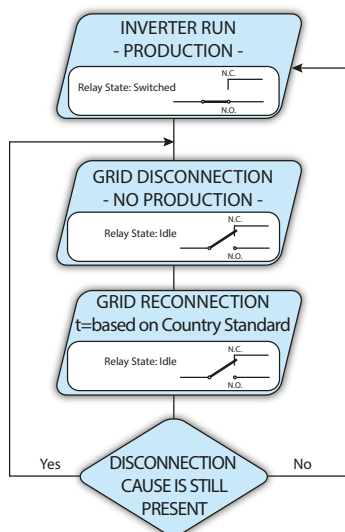 INVERTER RUN
- PRODUCTION -
N.C.
Relay State: Switched
N.O.
GRID DISCONNECTION
- NO PRODUCTION -
N.C.
Relay State: Idle
N.O.
GRID RECONNECTION
t=based on Country Standard
N.C.
Relay State: Idle
N.O.
Yes
DISCONNECTION
CAUSE IS STILL
PRESENT
No